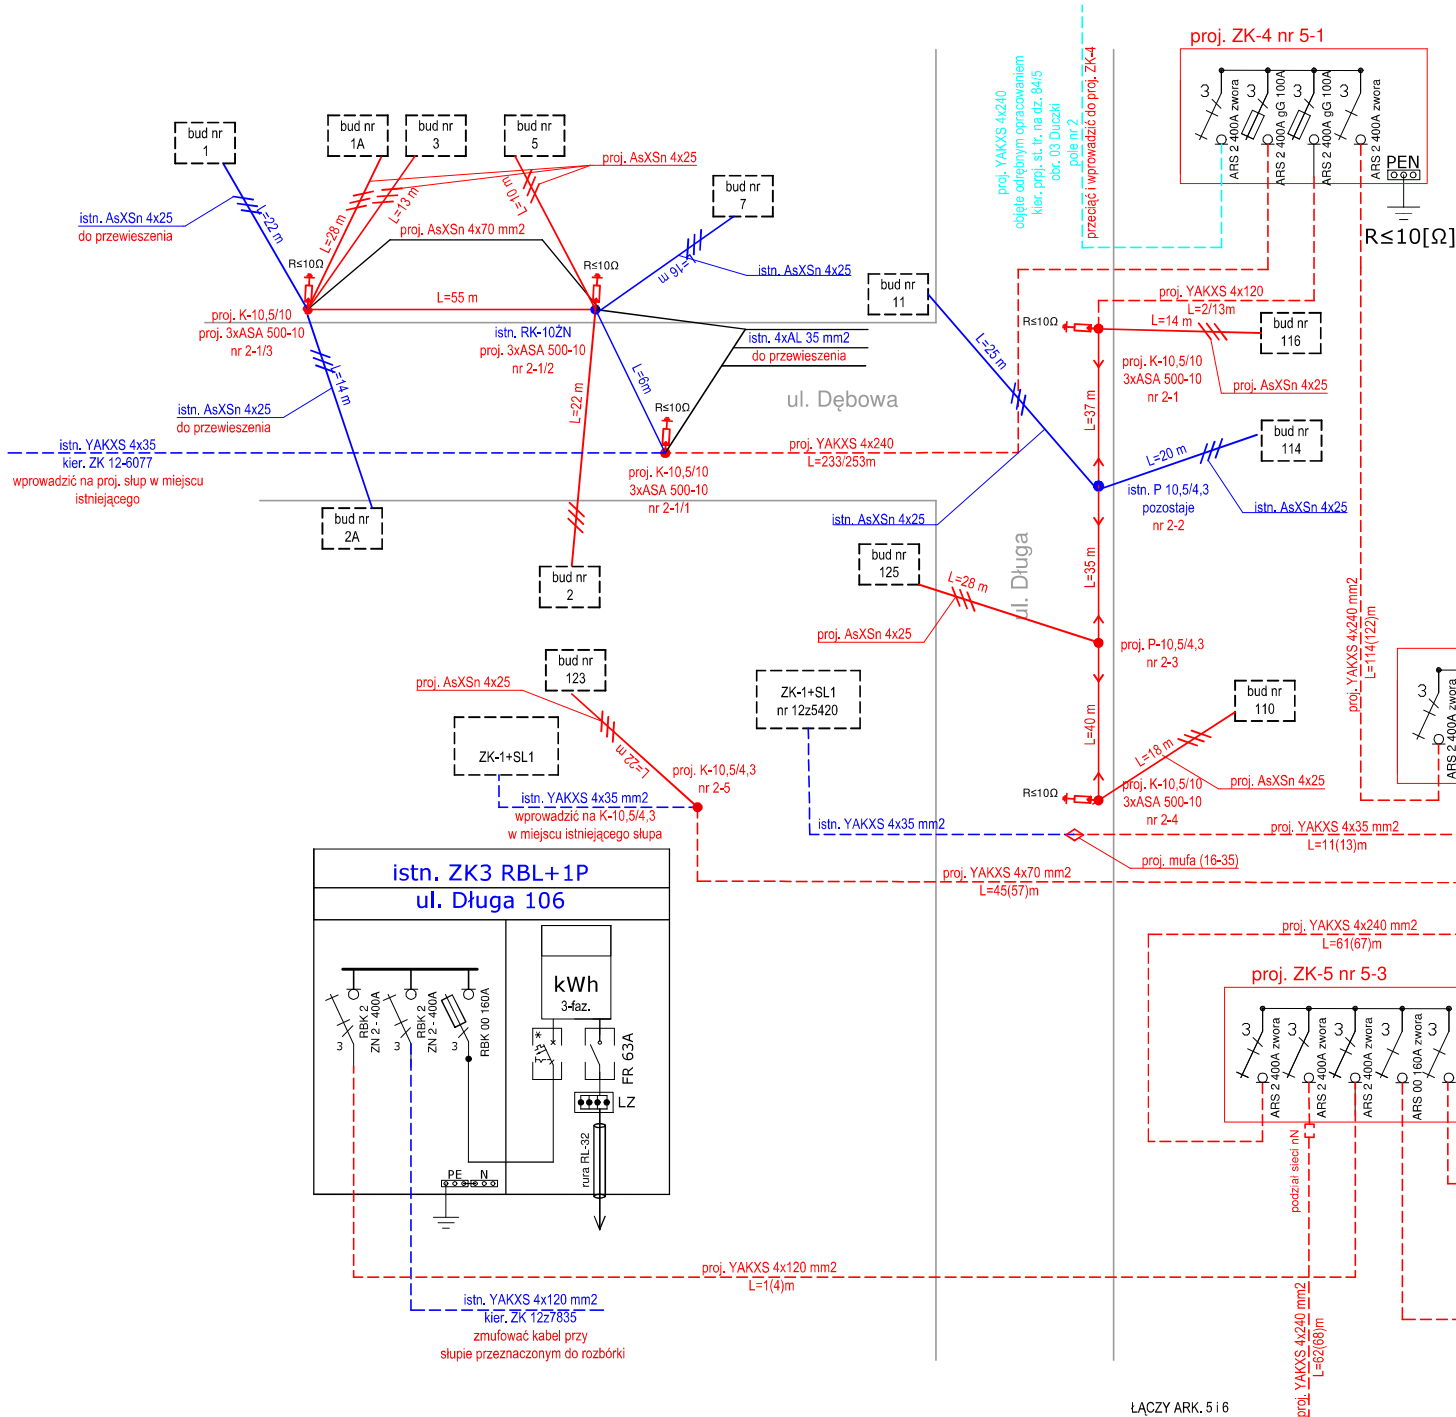 proj. ZK-4 nr 5-1
3
ARS 2 400A zwora
3
ARS 2 400A gG 100A
3
ARS 2 400A gG 100A
3
ARS 2 400A zwora
PEN
R≤10[Ω]
proj. YAKXS 4x240
objęte odrębnym opracowaniem
kier. prpj. st. tr. na dz. 84/5
obr. 03 Duczki
pole nr 2
przeciąć i wprowadzić do proj. ZK-4
bud nr
1
bud nr
1A
bud nr
3
bud nr
5
proj. AsXSn 4x25
bud nr
7
istn. AsXSn 4x25
do przewieszenia
L=22 m
L=28 m
L=13 m
L=10 m
proj. AsXSn 4x70 mm2
L=16 m
istn. AsXSn 4x25
R≤10Ω
R≤10Ω
L=55 m
proj. K-10,5/10
proj. 3xASA 500-10
nr 2-1/3
istn. RK-10ŻN
proj. 3xASA 500-10
nr 2-1/2
istn. 4xAL 35 mm2
do przewieszenia
L=14 m
L=22 m
L=6m
R≤10Ω
istn. AsXSn 4x25
do przewieszenia
ul. Dębowa
istn. YAKXS 4x35
kier. ZK 12-6077
wprowadzić na proj. słup w miejscu
istniejącego
proj. K-10,5/10
3xASA 500-10
nr 2-1/1
proj. YAKXS 4x240
L=233/253m
bud nr
2A
bud nr
2
bud nr
11
L=25 m
istn. AsXSn 4x25
proj. YAKXS 4x120
L=2/13m
R≤10Ω
L=14 m
bud nr
116
proj. K-10,5/10
3xASA 500-10
nr 2-1
proj. AsXSn 4x25
L=37 m
bud nr
114
L=20 m
istn. P 10,5/4,3
pozostaje
nr 2-2
istn. AsXSn 4x25
bud nr
125
L=28 m
proj. AsXSn 4x25
ul. Długa
L=35 m
proj. P-10,5/4,3
nr 2-3
proj. YAKXS 4x240 mm2
L=114(122)m
bud nr
123
proj. AsXSn 4x25
L=22 m
ZK-1+SL1
nr 12z5420
ZK-1+SL1
proj. K-10,5/4,3
nr 2-5
istn. YAKXS 4x35 mm2
wprowadzić na K-10,5/4,3
w miejscu istniejącego słupa
bud nr
110
L=40 m
L=18 m
R≤10Ω
proj. K-10,5/10
3xASA 500-10
nr 2-4
proj. AsXSn 4x25
3
ARS 2 400A zwora
istn. YAKXS 4x35 mm2
proj. YAKXS 4x35 mm2
L=11(13)m
proj. mufa (16-35)
proj. YAKXS 4x70 mm2
L=45(57)m
istn. ZK3 RBL+1P
ul. Długa 106
kWh
3-faz.
RBK 2
ZN 2 - 400A
3
RBK 2
ZN 2 - 400A
3
RBK 00 160A
3
*
FR 63A
LZ
rura RL-32
PE
N
proj. YAKXS 4x240 mm2
L=61(67)m
proj. ZK-5 nr 5-3
3
ARS 2 400A zwora
3
ARS 2 400A zwora
3
ARS 2 400A zwora
3
ARS 00 160A zwora
3
podział sieci nN
proj. YAKXS 4x120 mm2
L=1(4)m
istn. YAKXS 4x120 mm2
kier. ZK 12z7835
zmufować kabel przy
słupie przeznaczonym do rozbórki
proj. YAKXS 4x240 mm2
L=62(68)m
ŁĄCZY ARK. 5 i 6